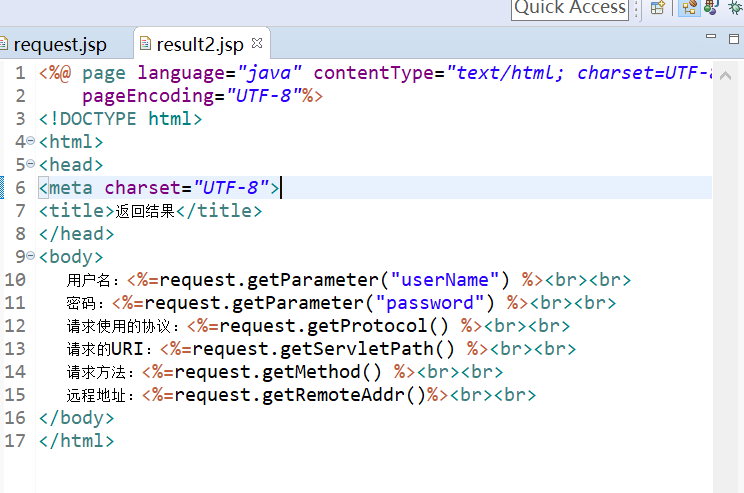 Quick Access
request.jsp
result2.jsp
1 <%@ page language="java" contentType="text/html; charset=UTF-8
2 pageEncoding="UTF-8"%>
3 <!DOCTYPE html>
4 <html>
5 <head>
6 <meta charset="UTF-8">
7 <title>返回结果</title>
8 </head>
9 <body>
10 用户名：<%=request.getParameter("userName") %><br><br>
11 密码：<%=request.getParameter("password") %><br><br>
12 请求使用的协议：<%=request.getProtocol() %><br><br>
13 请求的URI：<%=request.getServletPath() %><br><br>
14 请求方法：<%=request.getMethod() %><br><br>
15 远程地址：<%=request.getRemoteAddr()%><br><br>
16 </body>
17 </html>